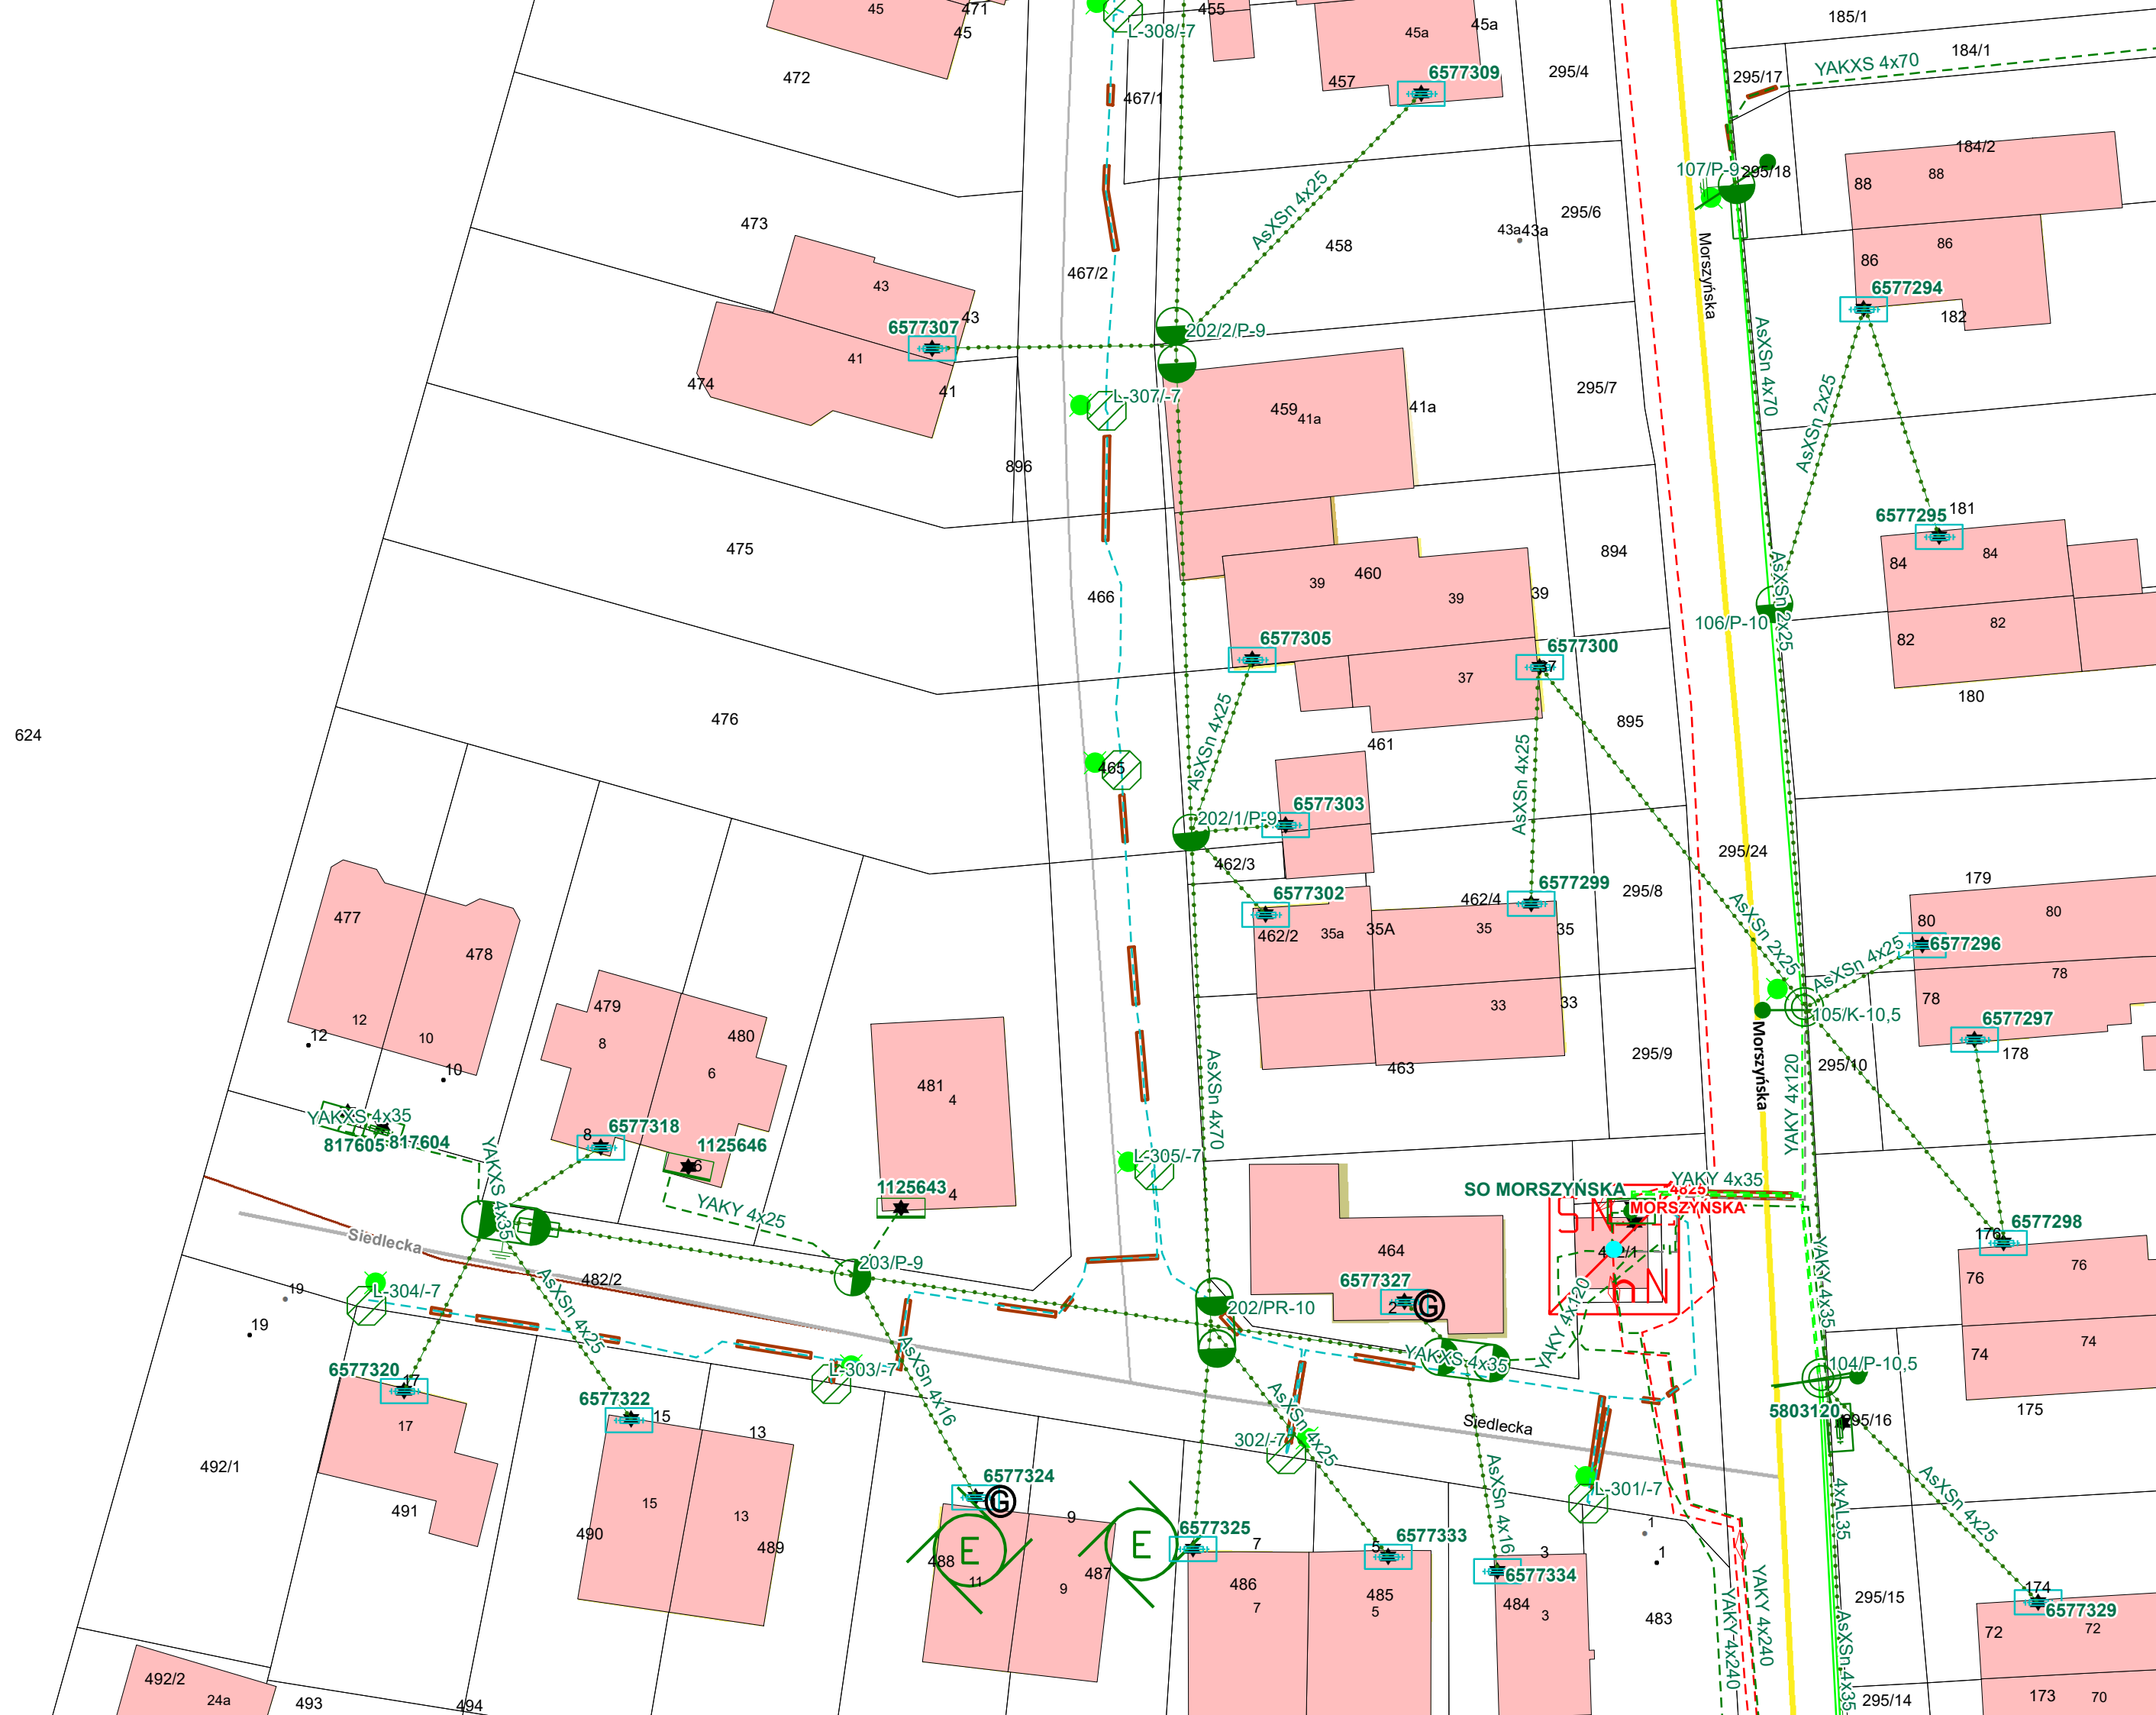 45
471
45
455
L-308/-7
45a
45a
185/1
472
457
6577309
295/4
184/1
YAKXS 4x70
295/17
467/1
184/2
107/P-9
295/18
88
88
AsXSn 4x25
473
458
43a
43a
295/6
Morszyńska
86
86
467/2
43
43
6577307
202/2/P-9
6577294
182
41
41
474
L-307/-7
459
41a
41a
295/7
AsXSn 4x70
AsXSn 2x25
896
475
460
39
39
39
894
6577295
181
84
84
466
6577305
6577300
37
37
106/P-10
AsXSn 2x25
82
82
180
624
476
AsXSn 4x25
461
AsXSn 4x25
895
465
202/1/P-9
6577303
462/3
295/24
179
6577302
462/2
35a
35A
462/4
6577299
35
35
295/8
AsXSn 2x25
80
80
6577296
AsXSn 4x25
477
478
479
480
33
33
105/K-10,5
78
78
6577297
178
12
12
10
10
8
6
481
4
4
463
AsXSn 4x70
295/9
Morszyńska
YAKY 4x120
295/10
YAKXS 4x35
817605
817604
YAKXS 4x35
8
6577318
6
1125646
1125643
YAKY 4x25
L-305/-7
SO MORSZYŃSKA
YAKY 4x35
4825
MORSZYŃSKA
176
6577298
76
76
Siedlecka
482/2
203/P-9
464
6577327
2
G
YAKY 4x120
YAKY 4x35
19
19
L-304/-7
AsXSn 4x25
202/PR-10
YAKXS 4x35
74
74
104/P-10,5
175
6577320
17
17
6577322
15
15
13
13
L-303/-7
AsXSn 4x16
AsXSn 4x25
302/-7
Siedlecka
5803120
295/16
492/1
491
490
489
6577324
G
E
E
488
11
9
9
487
6577325
7
486
7
6577333
5
485
5
AsXSn 4x16
6577334
3
484
3
L-301/-7
1
1
483
4xAL35
AsXSn 4x25
YAKY 4x240
YAKY 4x240
295/15
174
6577329
72
72
AsXSn 4x35
492/2
24a
493
494
295/14
173
70